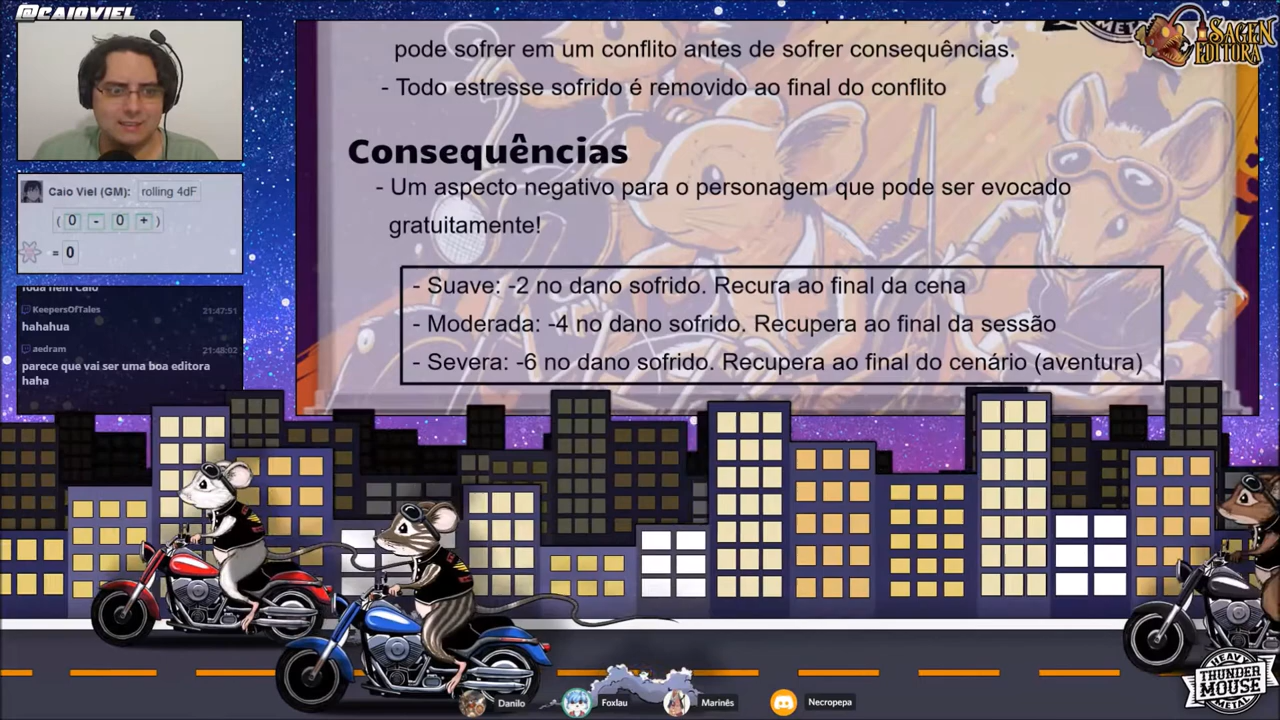 @CAIOVIEL
pode sofrer em um conflito antes de sofrer consequências.
- Todo estresse sofrido é removido ao final do conflito
Consequências
- Um aspecto negativo para o personagem que pode ser evocado
gratuitamente!
- Suave: -2 no dano sofrido. Recura ao final da cena
- Moderada: -4 no dano sofrido. Recupera ao final da sessão
- Severa: -6 no dano sofrido. Recupera ao final do cenário (aventura)
SAGEN
EDITORA
Caio Viel (GM): rolling 4dF
( 0 - 0 + )
= 0
KeepersOfTales 21:47:51
hahahua
aedram 21:48:02
parece que vai ser uma boa editora
haha
HEAVY
THUNDER
MOUSE
METAL
Danilo
Foxlau
Marinês
Necropepa